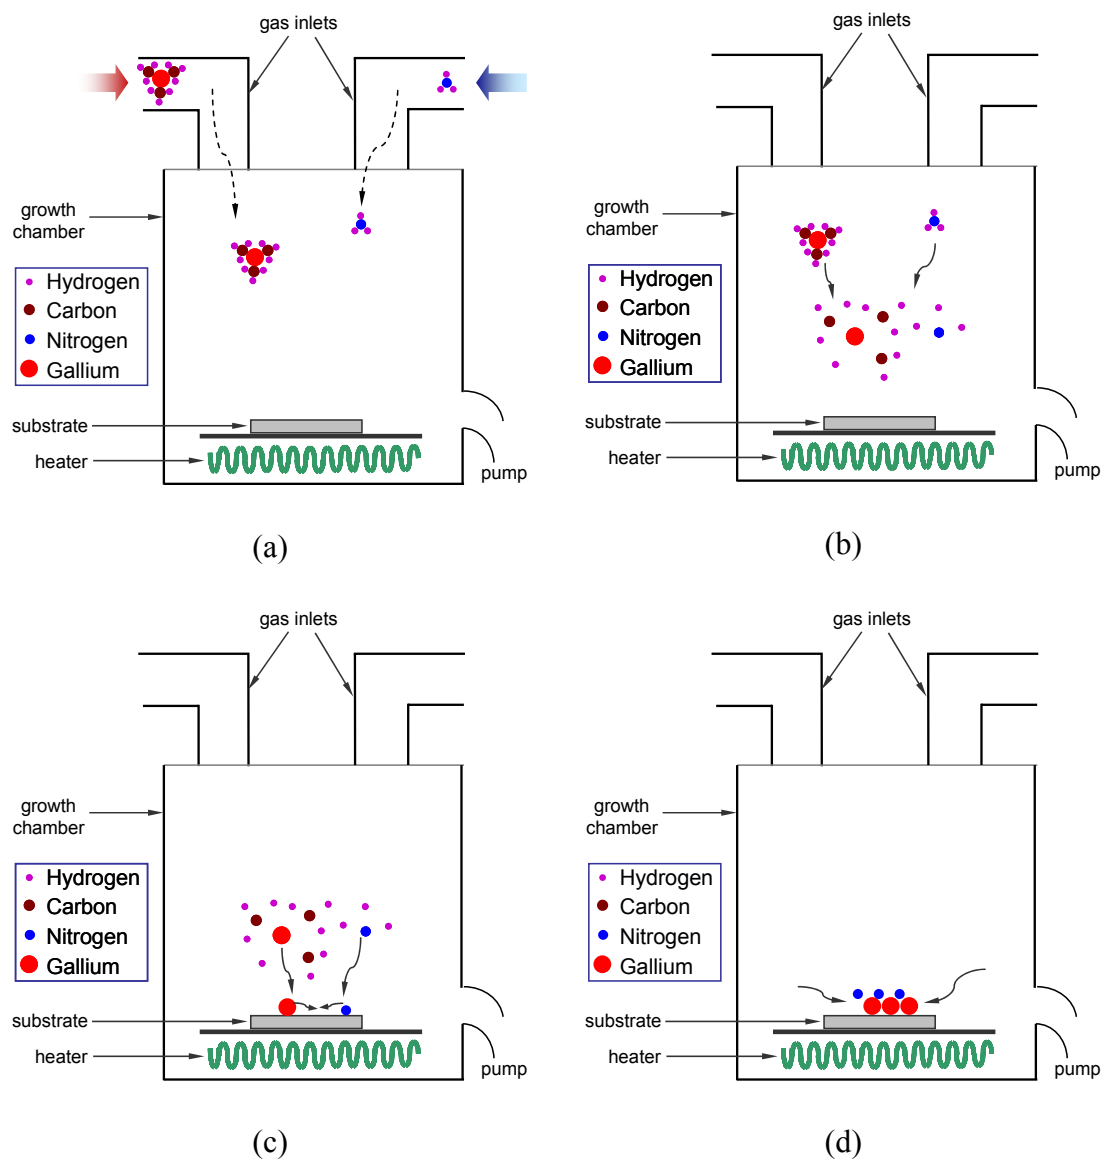 gas inlets
growth
chamber
Hydrogen
Carbon
Nitrogen
Gallium
substrate
heater
pump
(a)
gas inlets
growth
chamber
Hydrogen
Carbon
Nitrogen
Gallium
substrate
heater
pump
(b)
gas inlets
growth
chamber
Hydrogen
Carbon
Nitrogen
Gallium
substrate
heater
pump
(c)
gas inlets
growth
chamber
Hydrogen
Carbon
Nitrogen
Gallium
substrate
heater
pump
(d)